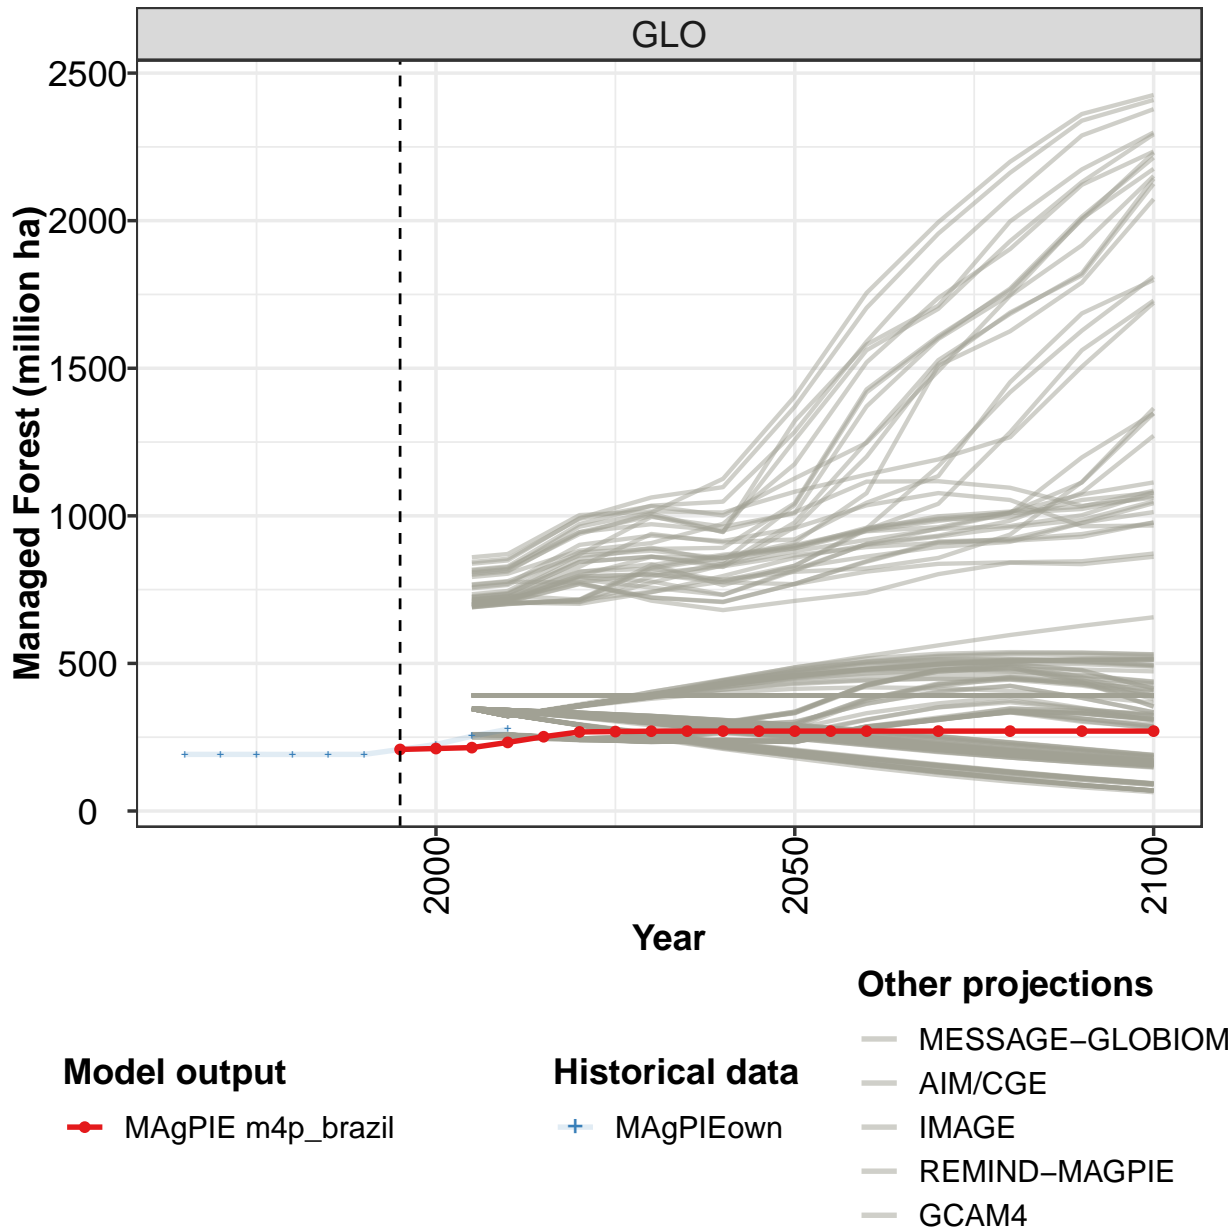 GLO
Managed Forest (million ha)
2500
2000
1500
1000
500
0
2000
2050
2100
Year
Model output
MAgPIE m4p_brazil
Historical data
MAgPIEown
Other projections
MESSAGE−GLOBIOM
AIM/CGE
IMAGE
REMIND−MAGPIE
GCAM4